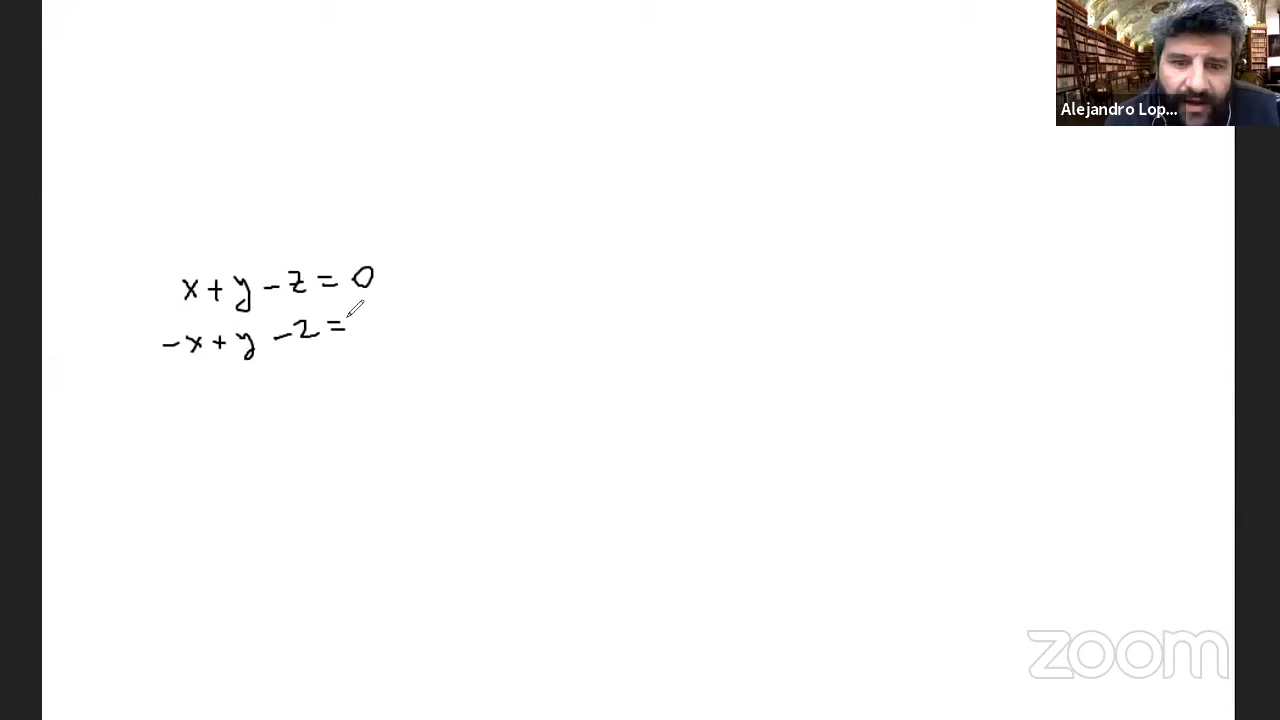 Alejandro Lop...
x + y - z = 0
- x + y - z =
zoom